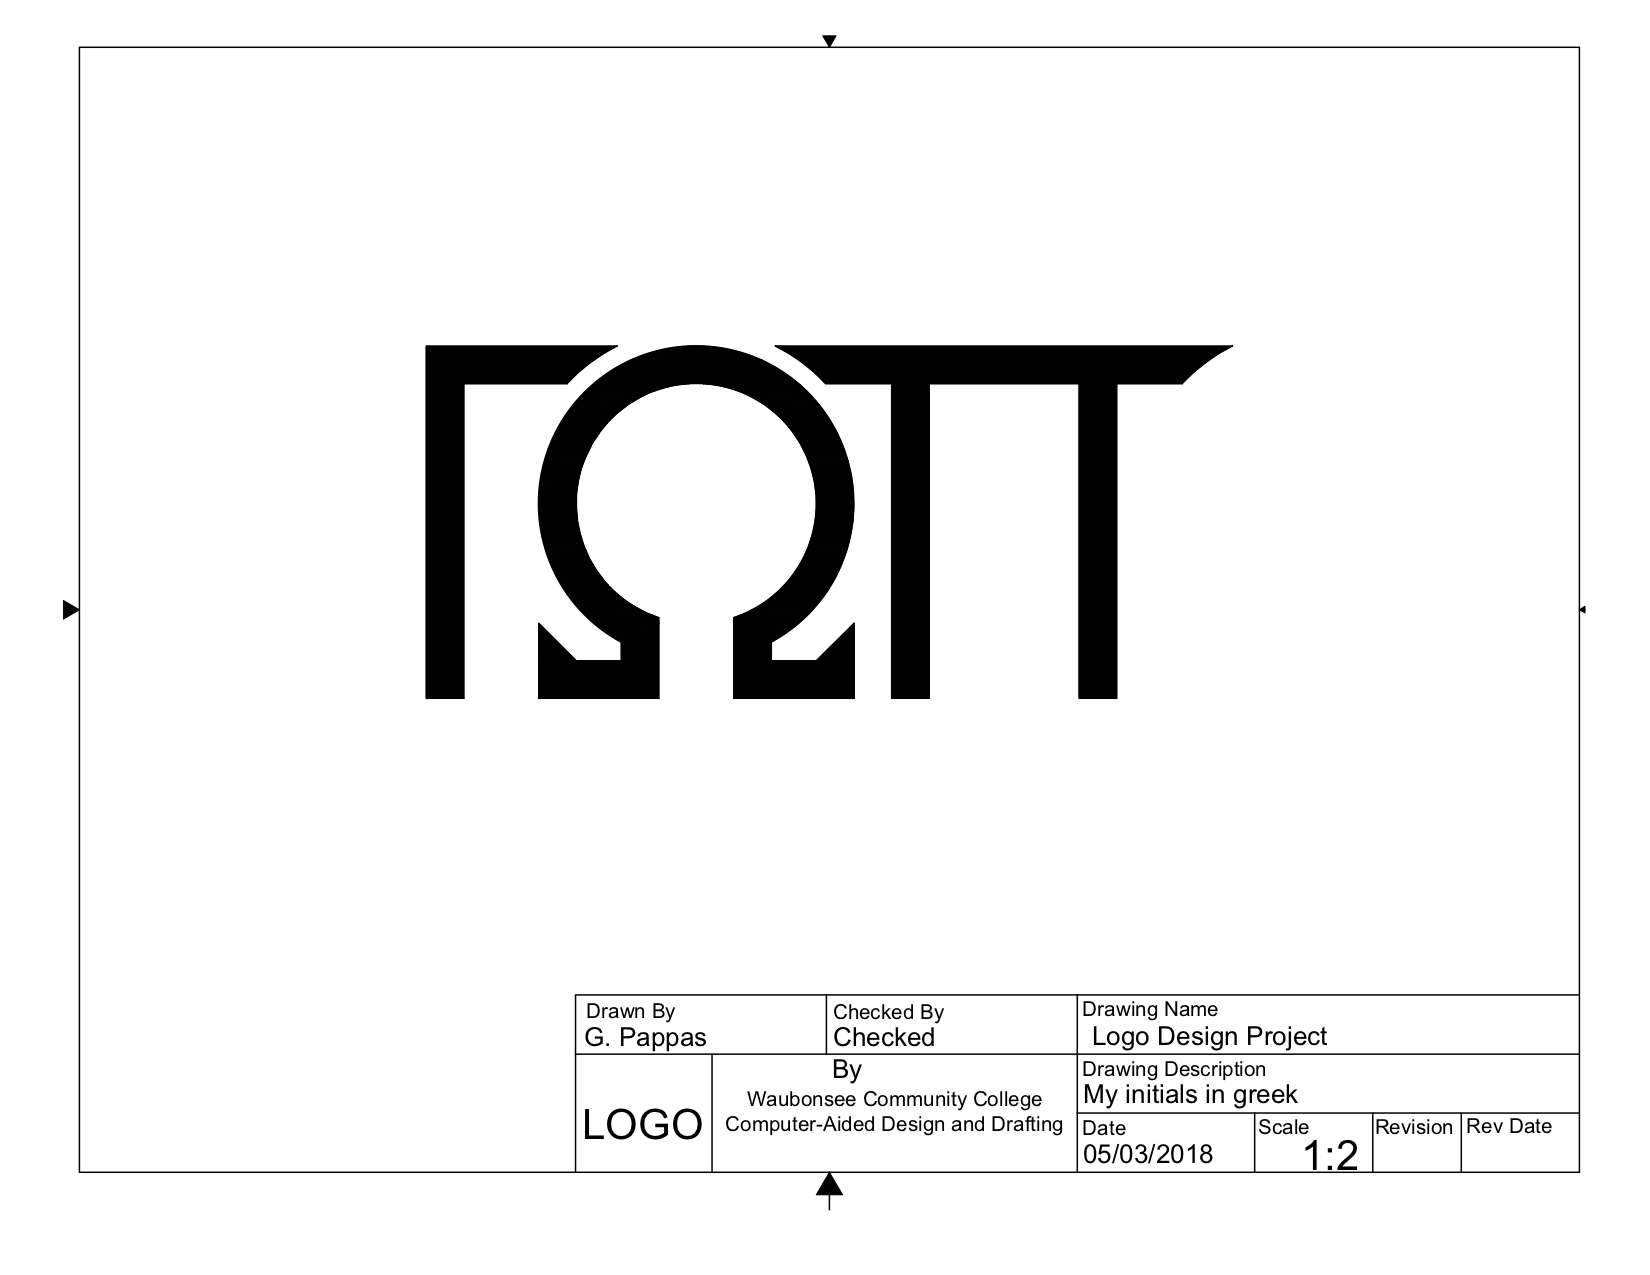 ΓΩΠ
Drawn By
G. Pappas
Checked By
Checked
By
Drawing Name
Logo Design Project
LOGO
Waubonsee Community College
Computer-Aided Design and Drafting
Drawing Description
My initials in greek
Date
05/03/2018
Scale
1:2
Revision
Rev Date